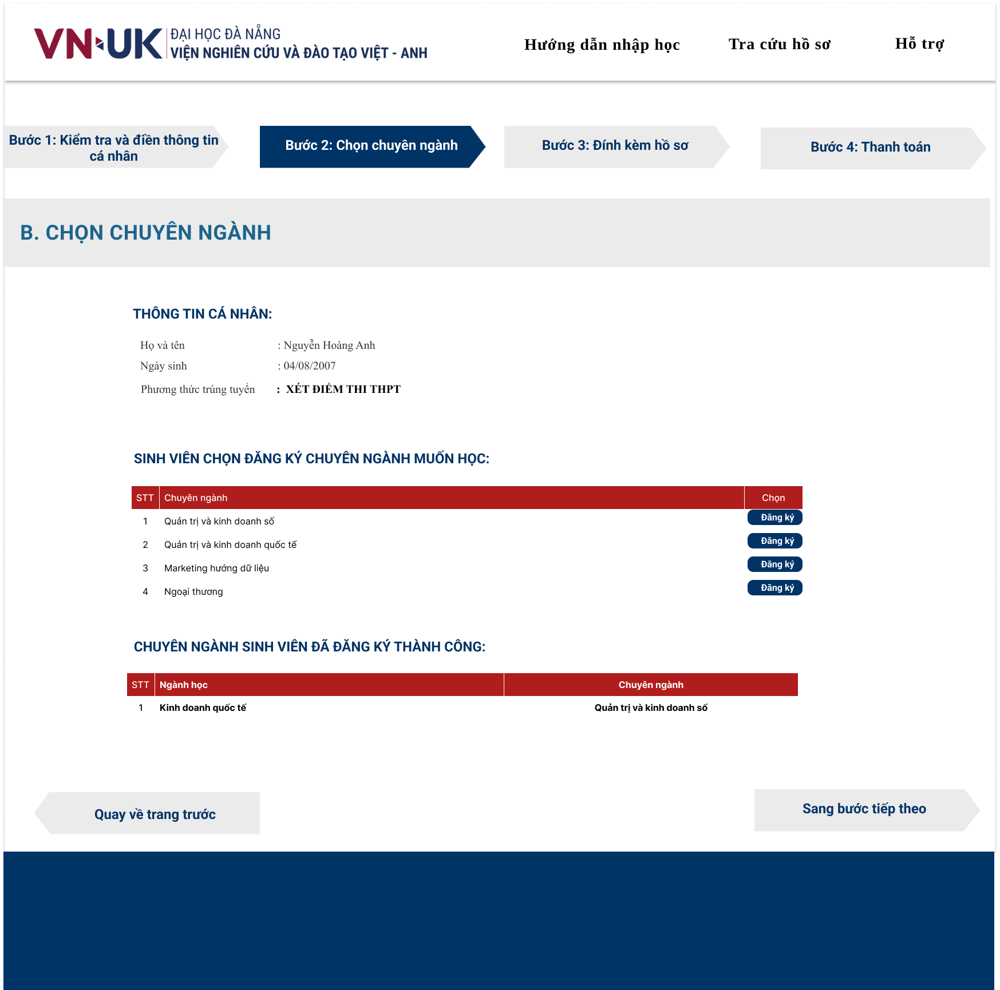 VN UK ĐẠI HỌC ĐÀ NẴNG
VIỆN NGHIÊN CỨU VÀ ĐÀO TẠO VIỆT - ANH
Hướng dẫn nhập học
Tra cứu hồ sơ
Hỗ trợ
Bước 1: Kiểm tra và điền thông tin
cá nhân
Bước 2: Chọn chuyên ngành
Bước 3: Đính kèm hồ sơ
Bước 4: Thanh toán
B. CHỌN CHUYÊN NGÀNH
THÔNG TIN CÁ NHÂN:
Họ và tên : Nguyễn Hoàng Anh
Ngày sinh : 04/08/2007
Phương thức trúng tuyển : XÉT ĐIỂM THI THPT
SINH VIÊN CHỌN ĐĂNG KÝ CHUYÊN NGÀNH MUỐN HỌC:
STT Chuyên ngành Chọn
1 Quản trị và kinh doanh số Đăng ký
2 Quản trị và kinh doanh quốc tế Đăng ký
3 Marketing hướng dữ liệu Đăng ký
4 Ngoại thương Đăng ký
CHUYÊN NGÀNH SINH VIÊN ĐÃ ĐĂNG KÝ THÀNH CÔNG:
STT Ngành học Chuyên ngành
1 Kinh doanh quốc tế Quản trị và kinh doanh số
Quay về trang trước
Sang bước tiếp theo